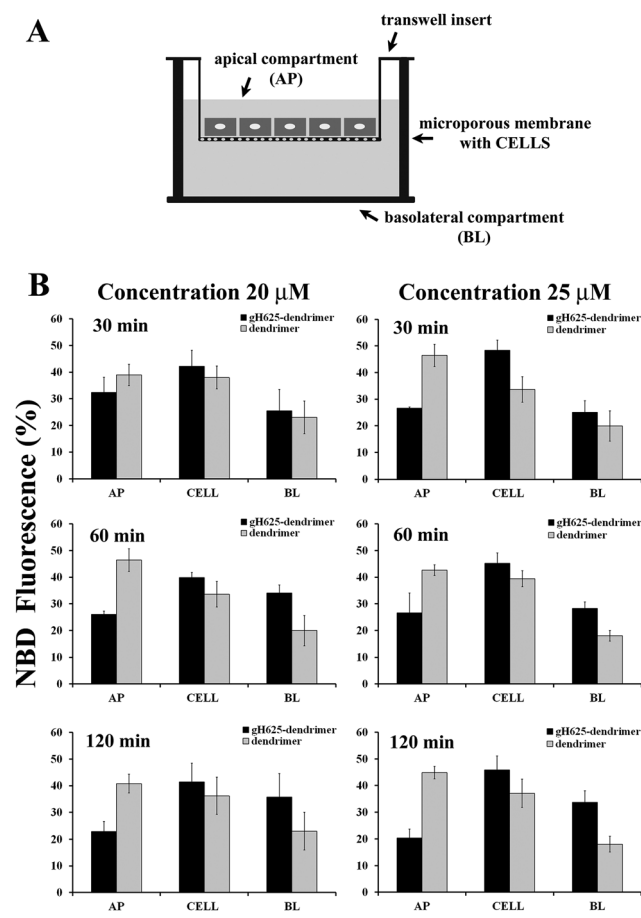 A
transwell insert
apical compartment
(AP)
microporous membrane
with CELLS
basolateral compartment
(BL)
B
Concentration 20 μM
Concentration 25 μM
NBD Fluorescence (%)
30 min
gH625-dendrimer
dendrimer
60
50
40
30
20
10
0
AP CELL BL
30 min
gH625-dendrimer
dendrimer
60
50
40
30
20
10
0
AP CELL BL
60 min
gH625-dendrimer
dendrimer
60
50
40
30
20
10
0
AP CELL BL
60 min
gH625-dendrimer
dendrimer
60
50
40
30
20
10
0
AP CELL BL
120 min
gH625-dendrimer
dendrimer
60
50
40
30
20
10
0
AP CELL BL
120 min
gH625-dendrimer
dendrimer
60
50
40
30
20
10
0
AP CELL BL